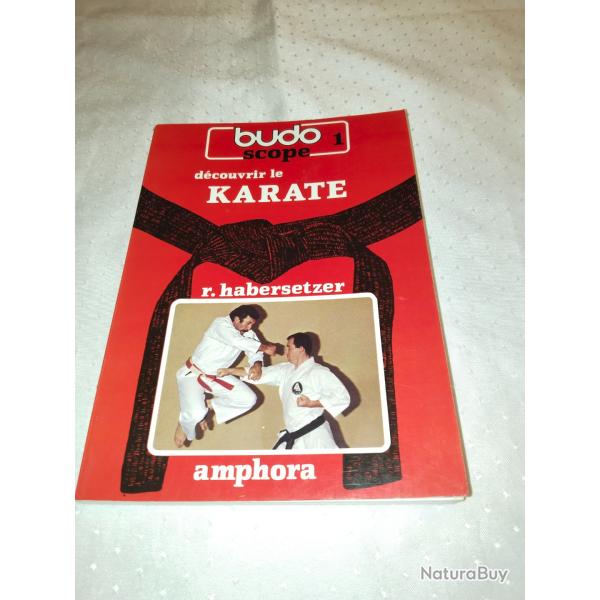 budo
scope 1
découvrir le
KARATE
r. habersetzer
amphora
NaturaBuy